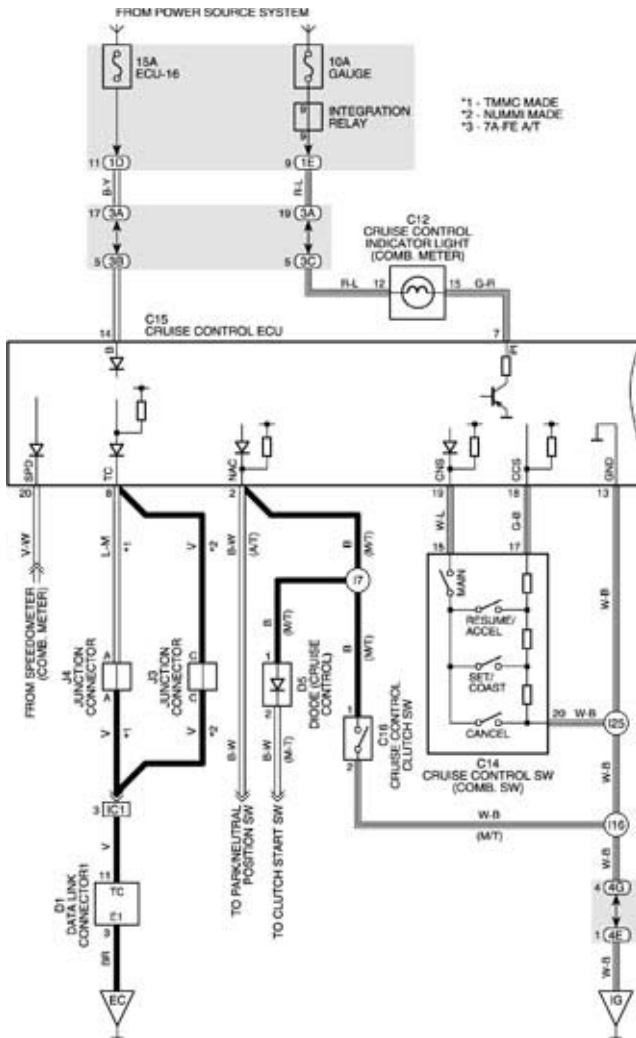 FROM POWER SOURCE SYSTEM
15A
ECU-16
10A
GAUGE
INTEGRATION
RELAY
*1 - TMMC MADE
*2 - NUMMI MADE
*3 - 7A-FE A/T
11 1D
9 1E
B-Y
R-L
17 3A
19 3A
5 3B
5 3C
C12
CRUISE CONTROL
INDICATOR LIGHT
(COMB. METER)
R-L 12
15 G-R
C15
CRUISE CONTROL ECU
14
7
B
PI
SPD
TC
NAC
CNS
CCS
GND
20
8
2
19
18
13
V-W
L-M
*1
V
*2
B-W
(A/T)
B
(M/T)
W-L
G-B
W-B
15
17
MAIN
RESUME/
ACCEL
SET/
COAST
CANCEL
20 W-B
I25
C14
CRUISE CONTROL SW
(COMB. SW)
I7
B
(M/T)
B
(M/T)
FROM SPEEDOMETER
(COMB. METER)
J4
JUNCTION
CONNECTOR
A
A
J3
JUNCTION
CONNECTOR
C
C
V
*1
V
*2
1
D5
DIODE (CRUISE
CONTROL)
2
1
C16
CRUISE CONTROL
CLUTCH SW
2
B-W
B-W
(M-T)
TO PARK/NEUTRAL
POSITION SW
TO CLUTCH START SW
W-B
(M/T)
W-B
I16
W-B
3 IC1
V
11
TC
D1
DATA LINK
CONNECTOR1
E1
3
BR
EC
4 4G
1 4E
W-B
IG